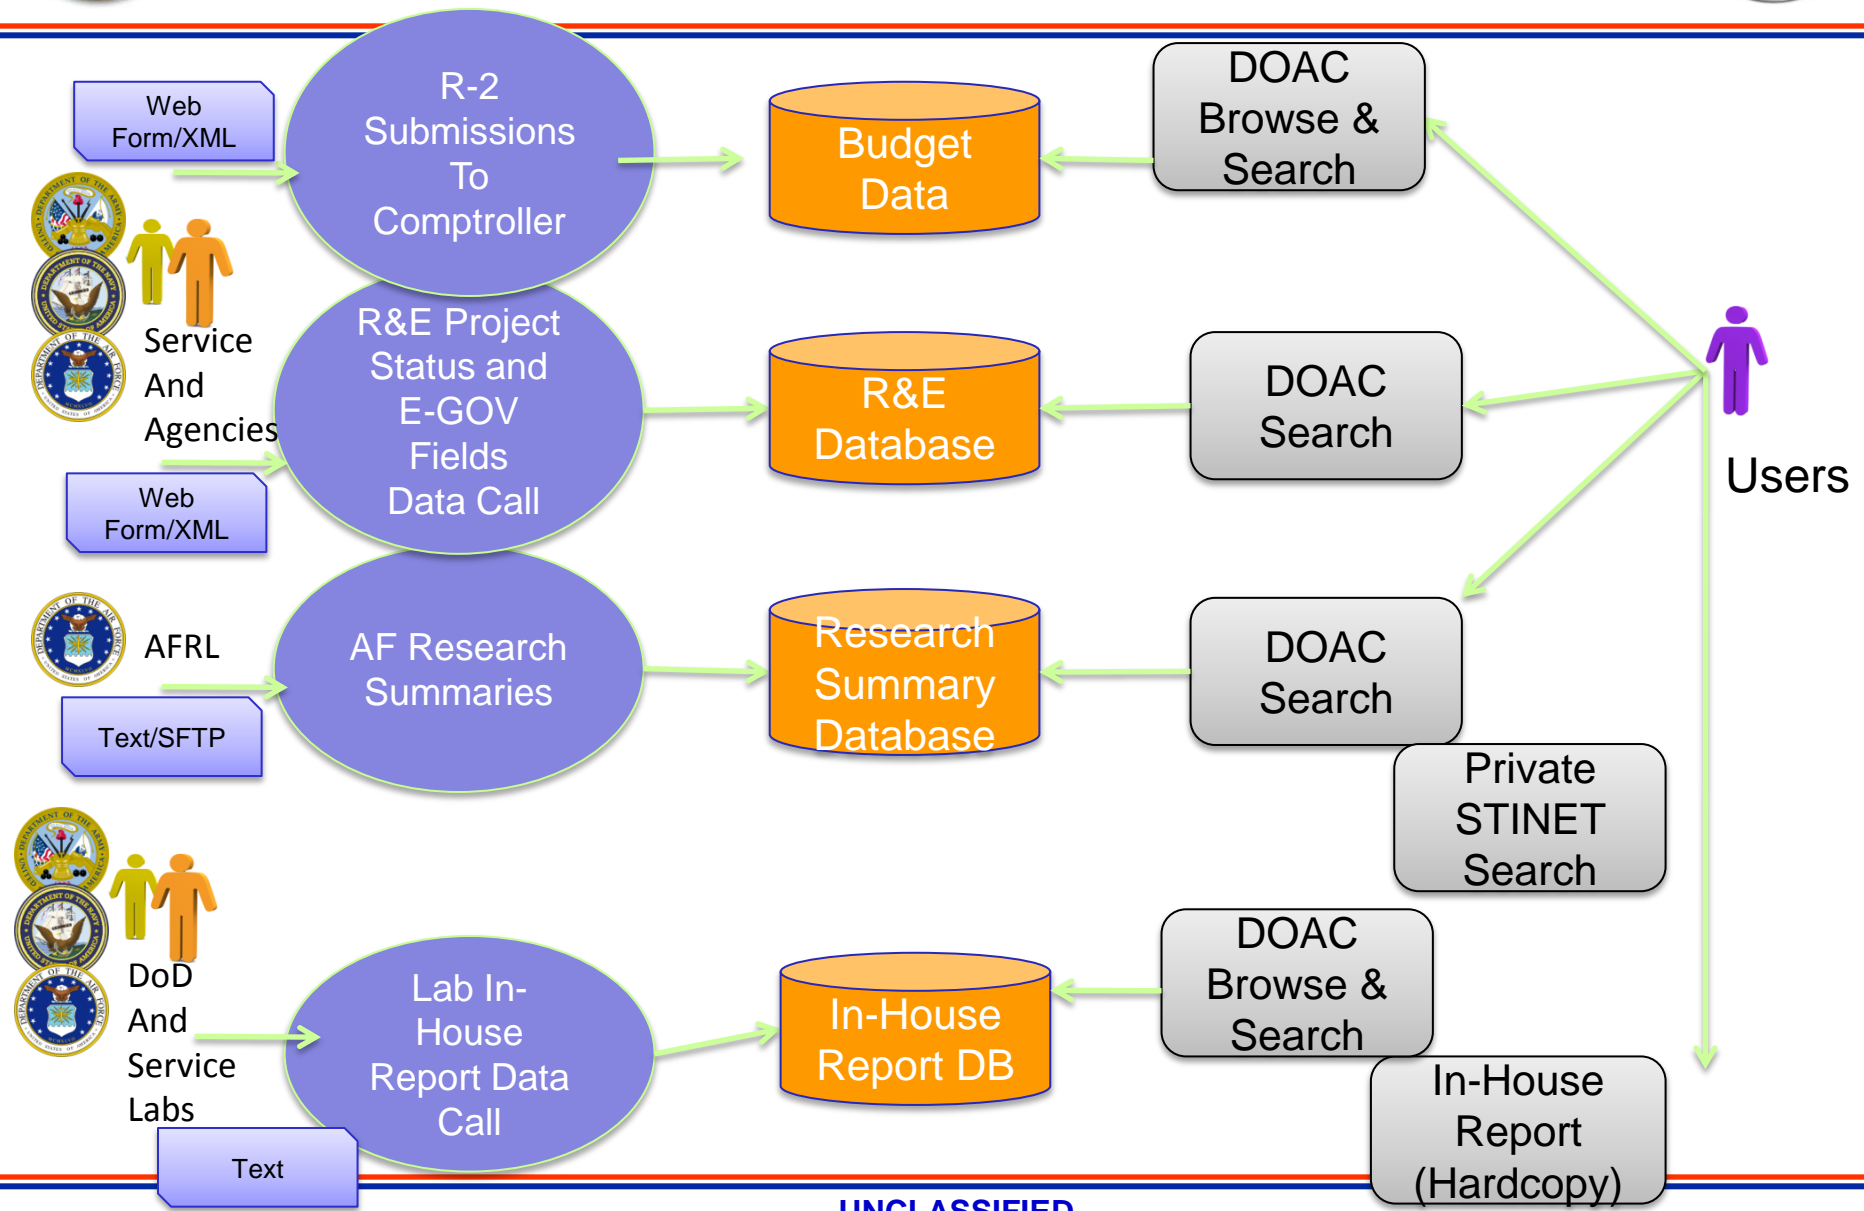 Web
Form/XML
R-2
Submissions
To
Comptroller
Budget
Data
DOAC
Browse &
Search
Service
And
Agencies
Web
Form/XML
R&E Project
Status and
E-GOV
Fields
Data Call
R&E
Database
DOAC
Search
Users
AFRL
Text/SFTP
AF Research
Summaries
Research
Summary
Database
DOAC
Search
Private
STINET
Search
DoD
And
Service
Labs
Text
Lab In-
House
Report Data
Call
In-House
Report DB
DOAC
Browse &
Search
In-House
Report
(Hardcopy)
UNCLASSIFIED